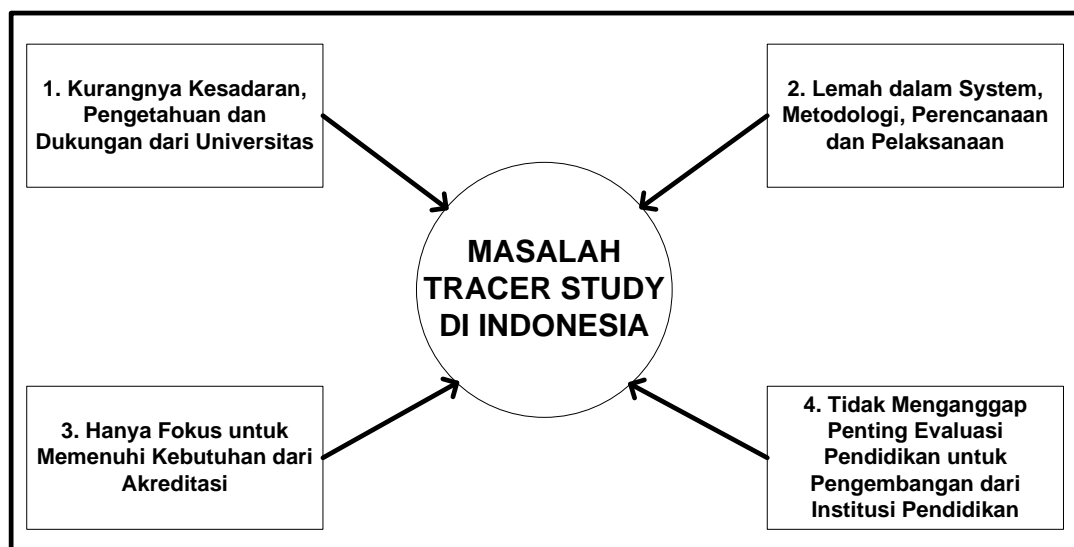 1. Kurangnya Kesadaran,
Pengetahuan dan
Dukungan dari Universitas
2. Lemah dalam System,
Metodologi, Perencanaan
dan Pelaksanaan
MASALAH
TRACER STUDY
DI INDONESIA
3. Hanya Fokus untuk
Memenuhi Kebutuhan dari
Akreditasi
4. Tidak Menganggap
Penting Evaluasi
Pendidikan untuk
Pengembangan dari
Institusi Pendidikan